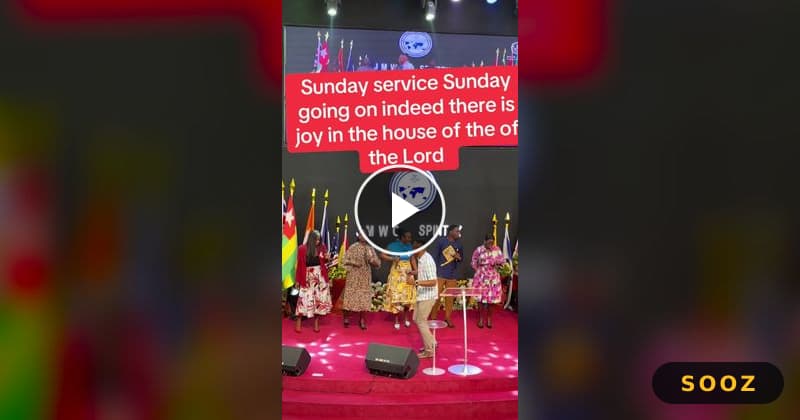 Sunday service Sunday
going on indeed there is
joy in the house of the of
the Lord
SOOZ